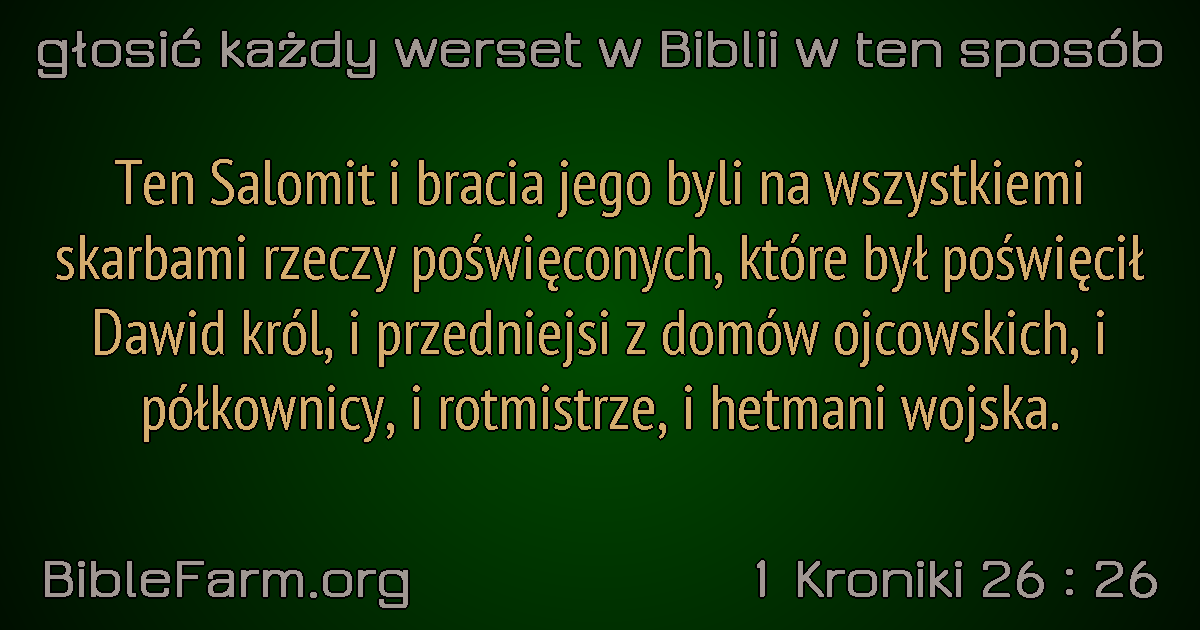 głosić każdy werset w Biblii w ten sposób
Ten Salomit i bracia jego byli na wszystkiemi
skarbami rzeczy poświęconych, które był poświęcił
Dawid król, i przedniejsi z domów ojcowskich, i
półkownicy, i rotmistrze, i hetmani wojska.
BibleFarm.org
1 Kroniki 26 : 26